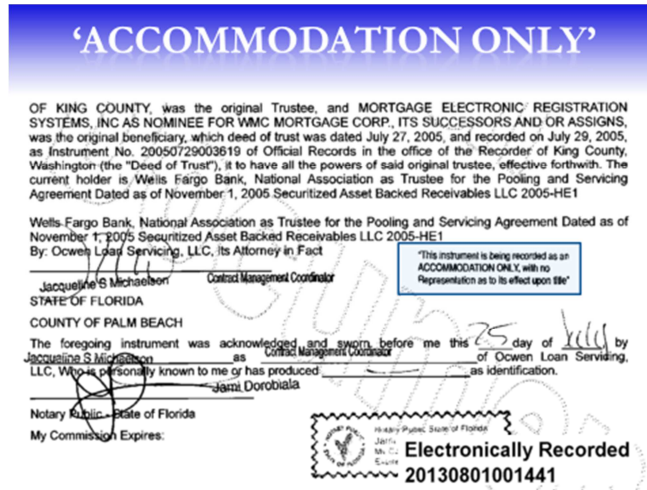 'ACCOMMODATION ONLY'
OF KING COUNTY, was the original Trustee, and MORTGAGE ELECTRONIC REGISTRATION
SYSTEMS, INC AS NOMINEE FOR WMC MORTGAGE CORP., ITS SUCCESSORS AND OR ASSIGNS,
was the original beneficiary, which deed of trust was dated July 27, 2005, and recorded on July 29, 2005,
as Instrument No. 20050729003619 of Official Records in the office of the Recorder of King County,
Washington (the "Deed of Trust"), it to have all the powers of said original trustee, effective forthwith. The
current holder is Wells Fargo Bank, National Association as Trustee for the Pooling and Servicing
Agreement Dated as of November 1, 2005 Securitized Asset Backed Receivables LLC 2005-HE1
Wells Fargo Bank, National Association as Trustee for the Pooling and Servicing Agreement Dated as of
November 1, 2005 Securitized Asset Backed Receivables LLC 2005-HE1
By: Ocwen Loan Servicing, LLC, its Attorney in Fact
"This instrument is being recorded as an
ACCOMMODATION ONLY, with no
Representation as to its effect upon title"
Jacqueline S Michaelson Contract Management Coordinator
STATE OF FLORIDA
COUNTY OF PALM BEACH
The foregoing instrument was acknowledged and sworn before me this 25 day of July by
Jacqueline S Michaelson as Contract Management Coordinator of Ocwen Loan Servicing,
LLC, Who is personally known to me or has produced as identification.
Jami Dorobiala
Notary Public - State of Florida
My Commission Expires:
Notary Public State of Florida
Electronically Recorded
20130801001441